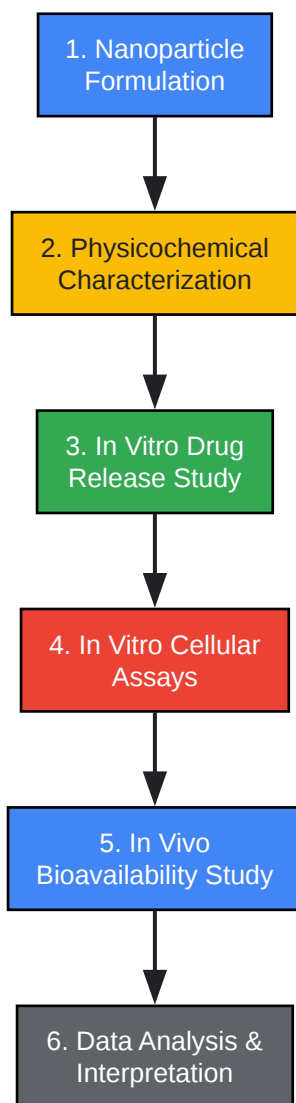 1. Nanoparticle
Formulation
2. Physicochemical
Characterization
3. In Vitro Drug
Release Study
4. In Vitro Cellular
Assays
5. In Vivo
Bioavailability Study
6. Data Analysis &
Interpretation